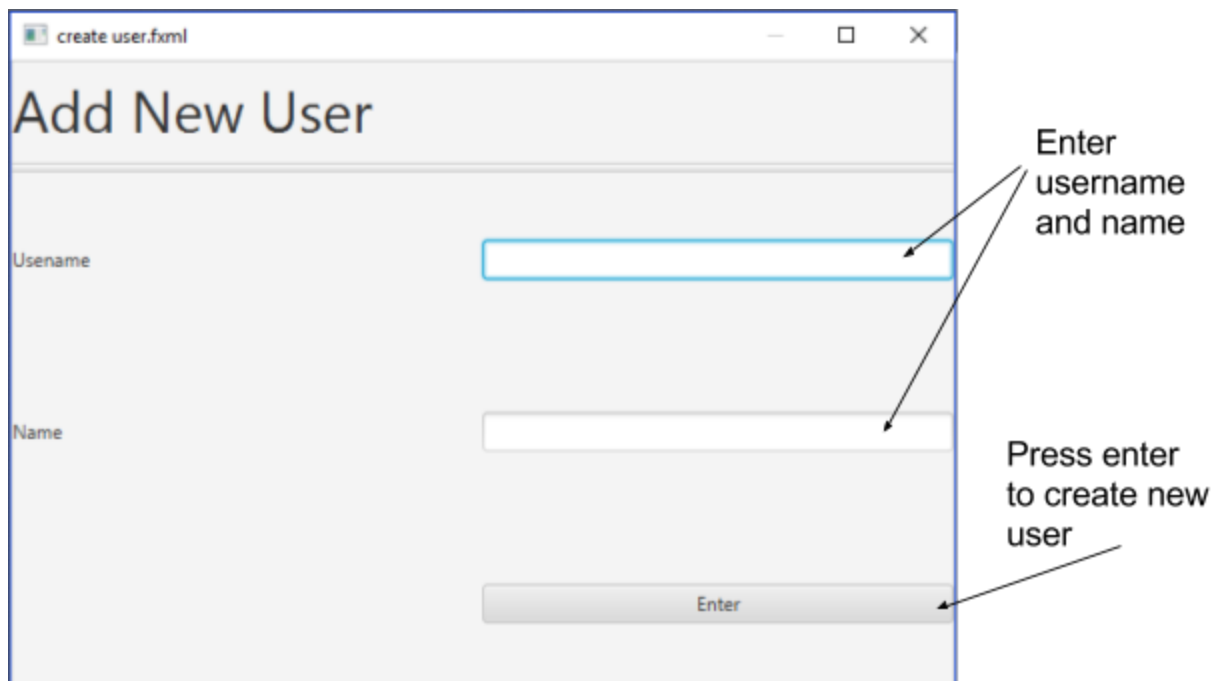 create user.fxml
Add New User
Enter
username
and name
Usename
Name
Press enter
to create new
user
Enter